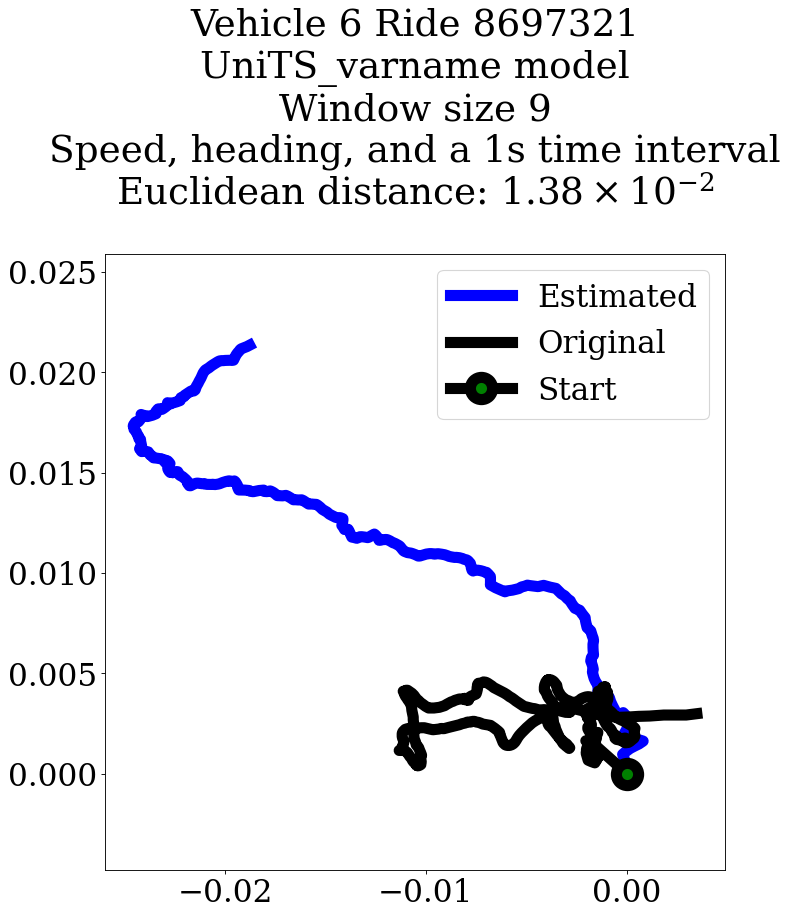 Vehicle 6 Ride 8697321
UniTS_varname model
Window size 9
Speed, heading, and a 1s time interval
Euclidean distance: 1.38 × 10⁻²
0.025
Estimated
Original
Start
0.020
0.015
0.010
0.005
0.000
−0.02
−0.01
0.00